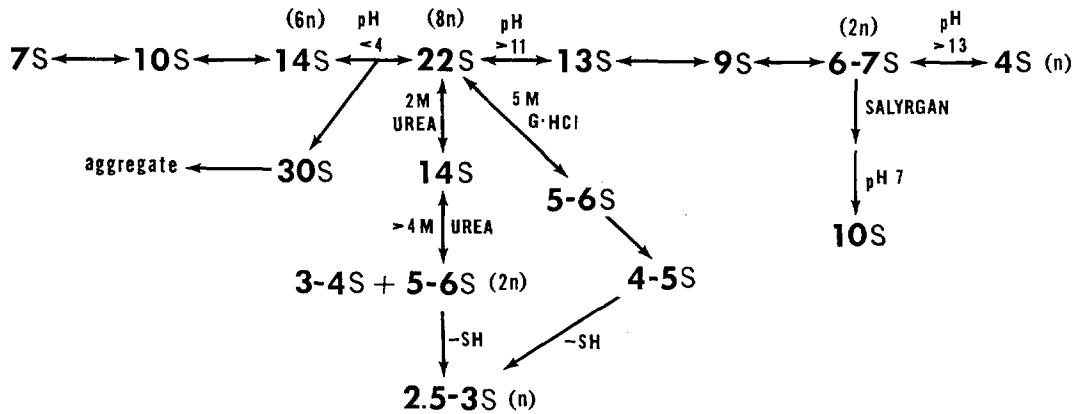 (6n) pH (8n) pH (2n) pH
<4 >11 >13
7S 10S 14S 22S 13S 9S 6-7S 4S (n)
2M UREA 5M G·HCl SALYRGAN
aggregate 30S 14S 5-6S pH 7
>4M UREA 10S
3-4S + 5-6S (2n) 4-5S
-SH -SH
2.5-3S (n)